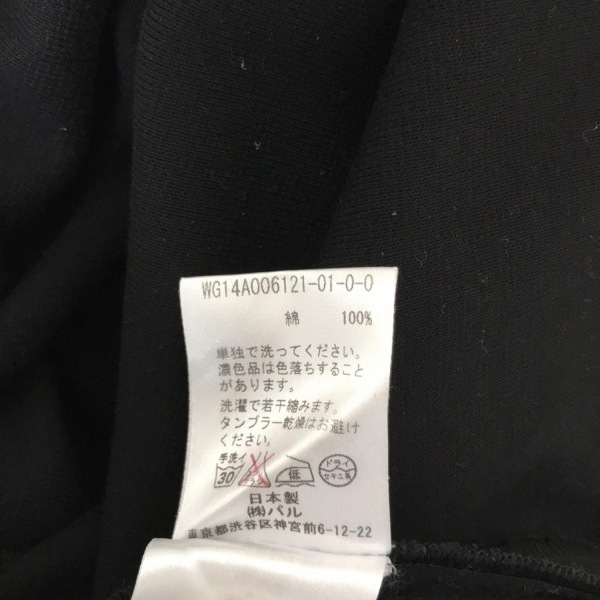 WG14A006121-01-0-0
綿 100%
単独で洗ってください。
濃色品は色落ちすること
があります。
洗濯で若干縮みます。
タンブラー乾燥はお避け
ください。
手洗イ
30 低 ドライ
セキユ系
日本製
㈱パル
東京都渋谷区神宮前6-12-22